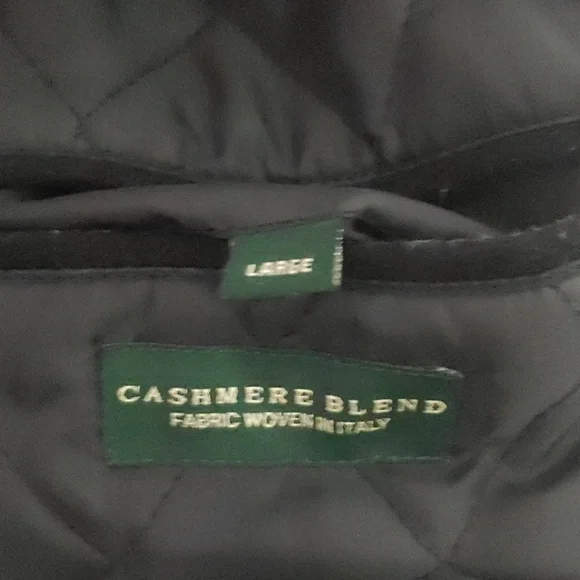 LARGE
CASHMERE BLEND
FABRIC WOVEN IN ITALY